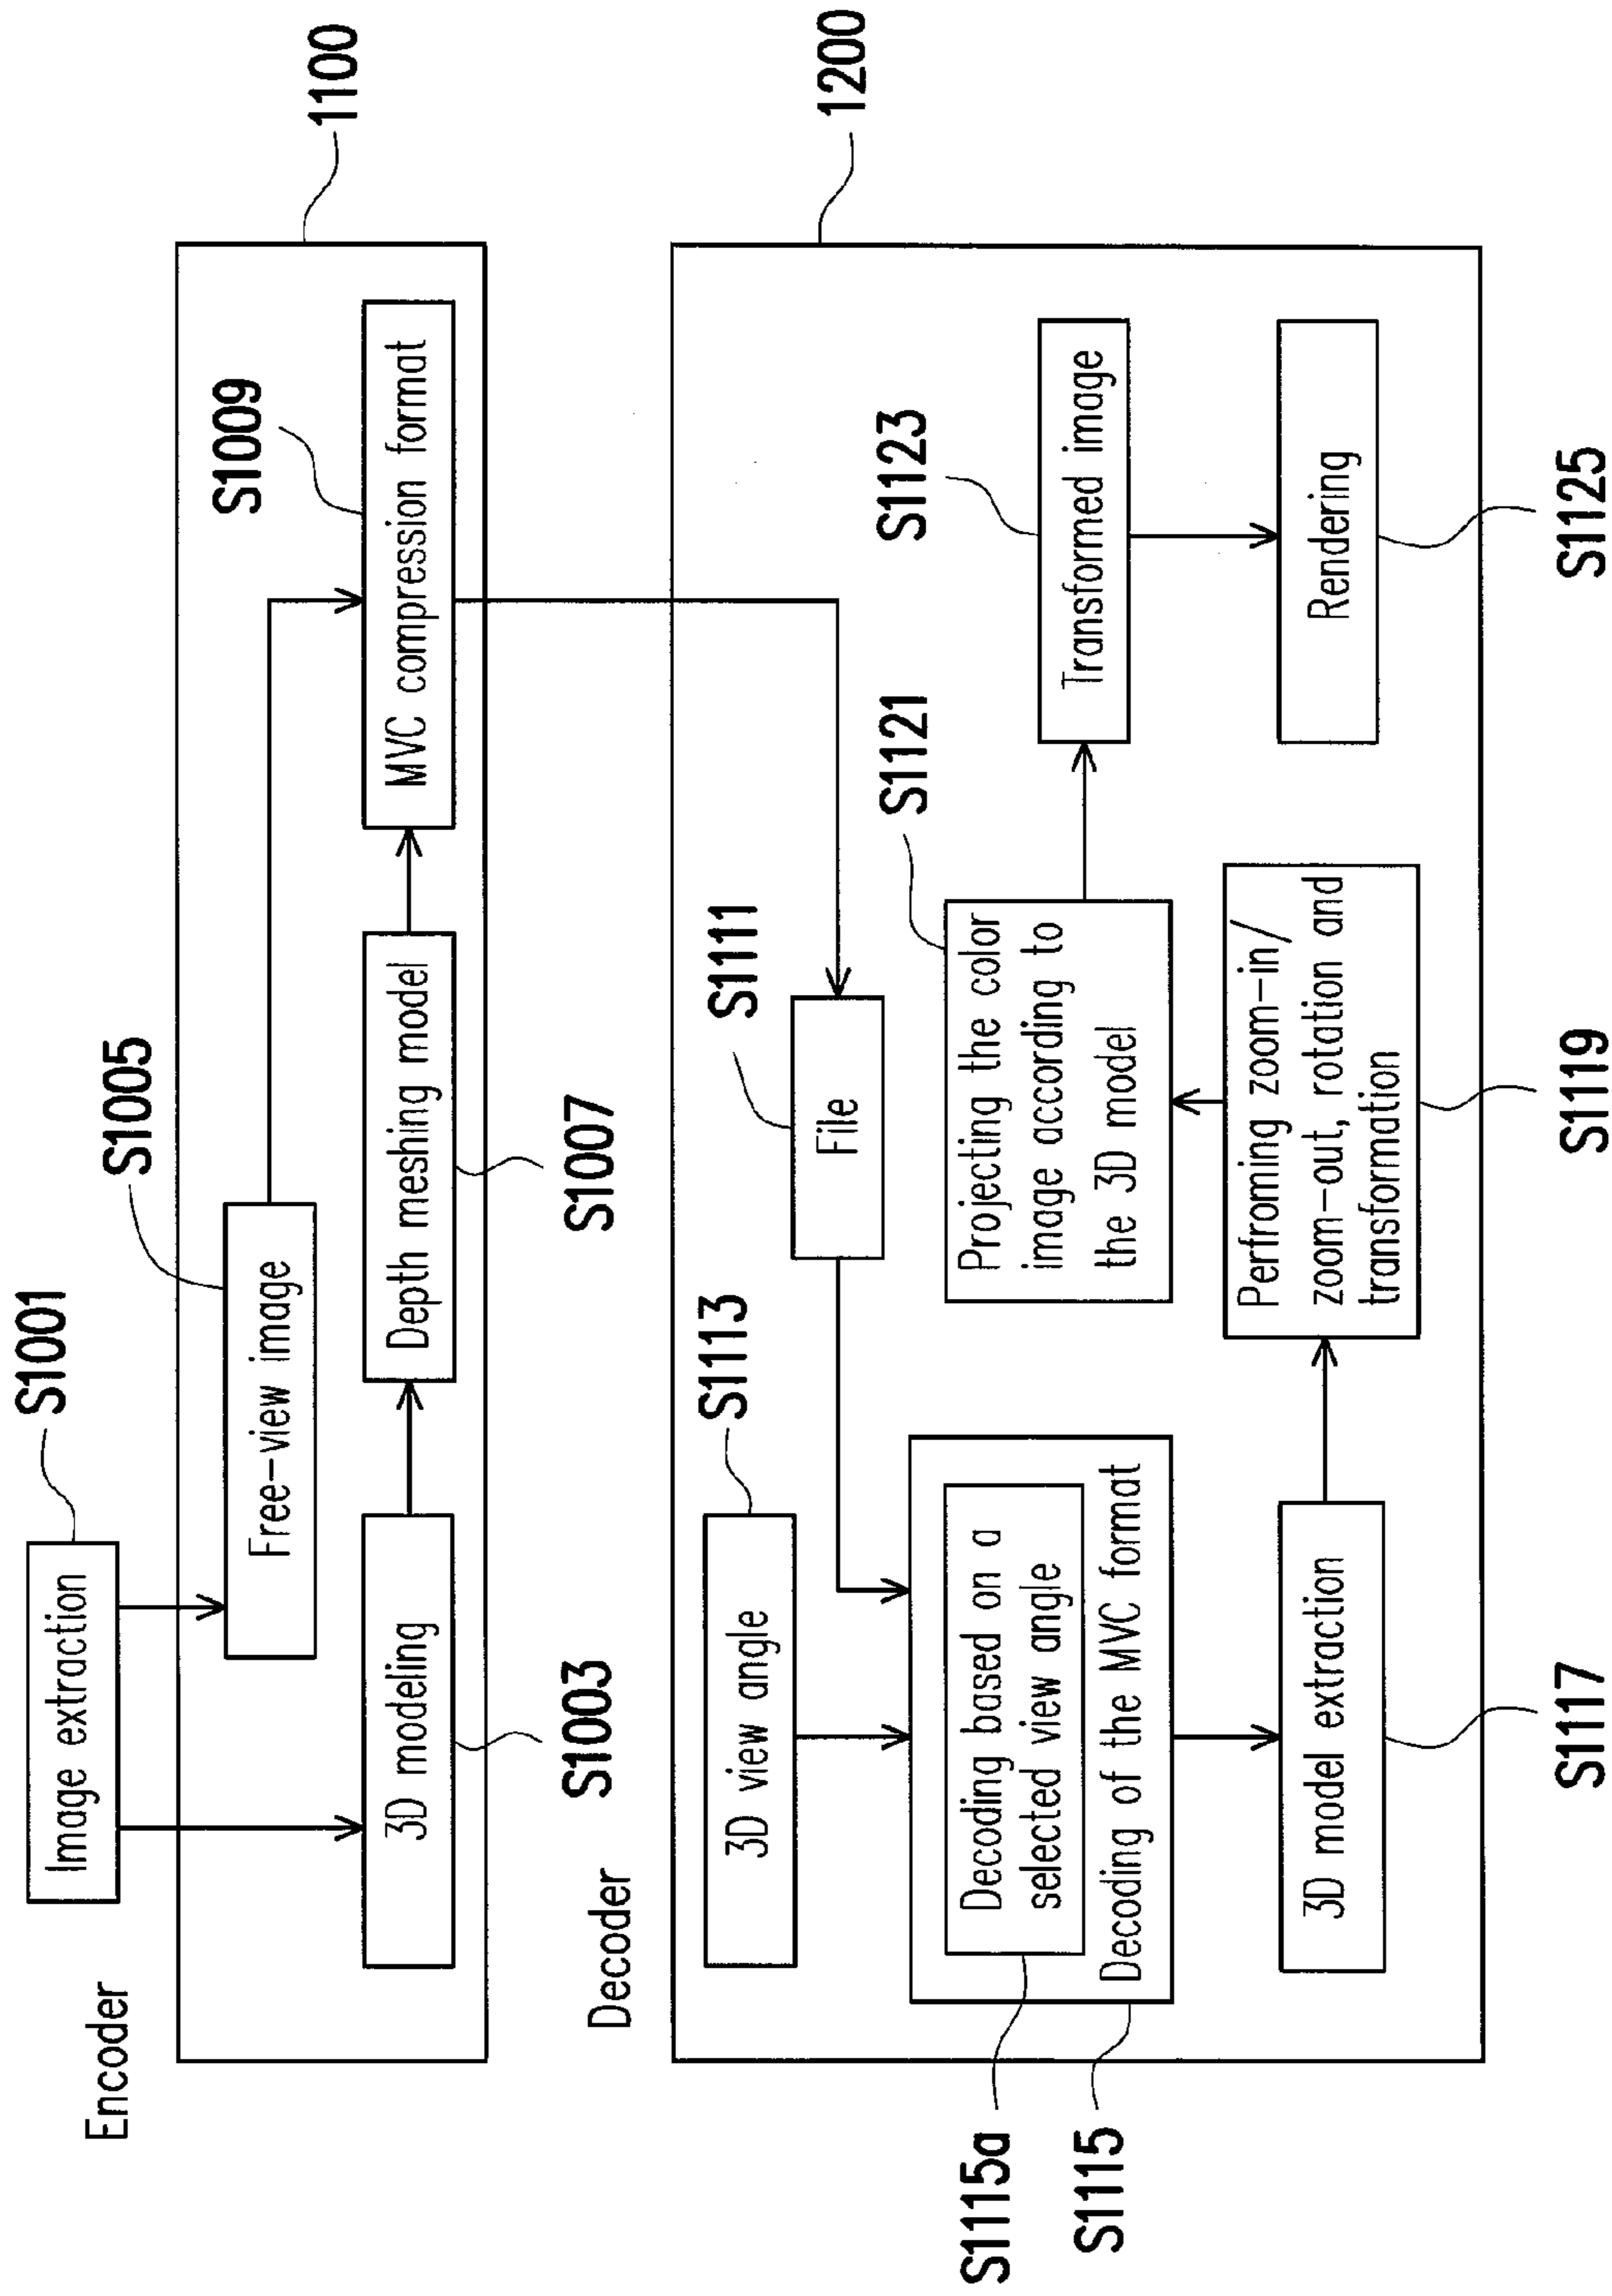 Encoder
Image extraction
S1001
Free-view image
S1005
3D modeling
S1003
Depth meshing model
S1007
MVC compression format
S1009
1100
Decoder
1200
3D view angle
S1113
File
S1111
Decoding based on a
selected view angle
Decoding of the MVC format
S1115a
S1115
3D model extraction
S1117
Perfroming zoom-in/
zoom-out, rotation and
transformation
S1119
Projecting the color
image according to
the 3D model
S1121
Transformed image
S1123
Rendering
S1125